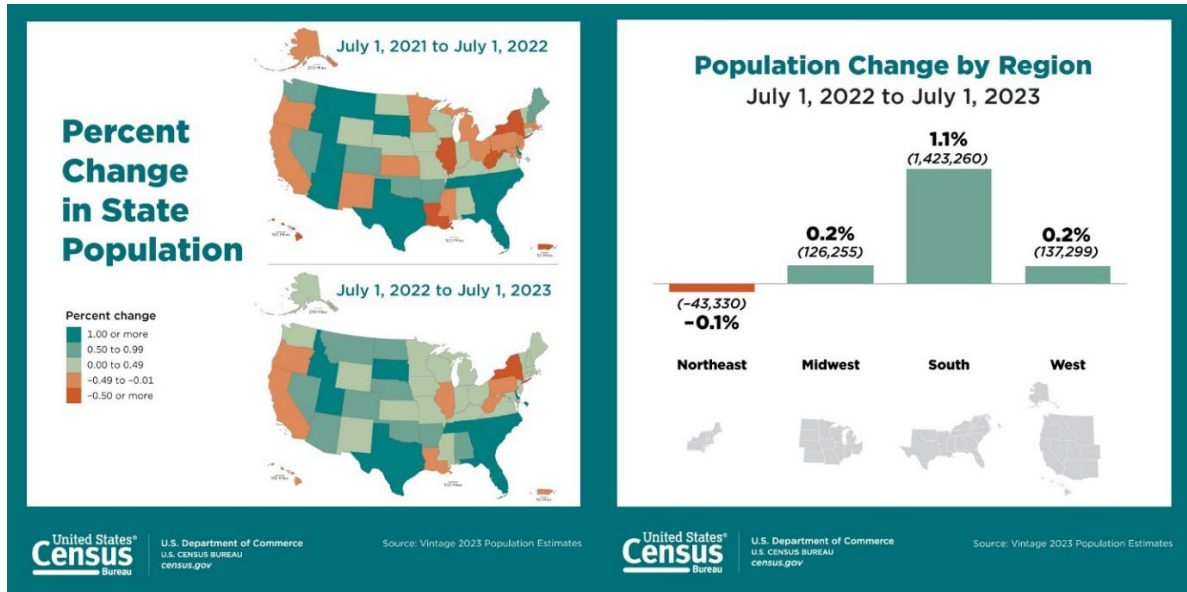 Percent
Change
in State
Population
July 1, 2021 to July 1, 2022
July 1, 2022 to July 1, 2023
Percent change
1.00 or more
0.50 to 0.99
0.00 to 0.49
-0.49 to -0.01
-0.50 or more
United States®
Census
Bureau
U.S. Department of Commerce
U.S. CENSUS BUREAU
census.gov
Source: Vintage 2023 Population Estimates
Population Change by Region
July 1, 2022 to July 1, 2023
(-43,330)
-0.1%
0.2%
(126,255)
1.1%
(1,423,260)
0.2%
(137,299)
Northeast
Midwest
South
West
United States®
Census
Bureau
U.S. Department of Commerce
U.S. CENSUS BUREAU
census.gov
Source: Vintage 2023 Population Estimates